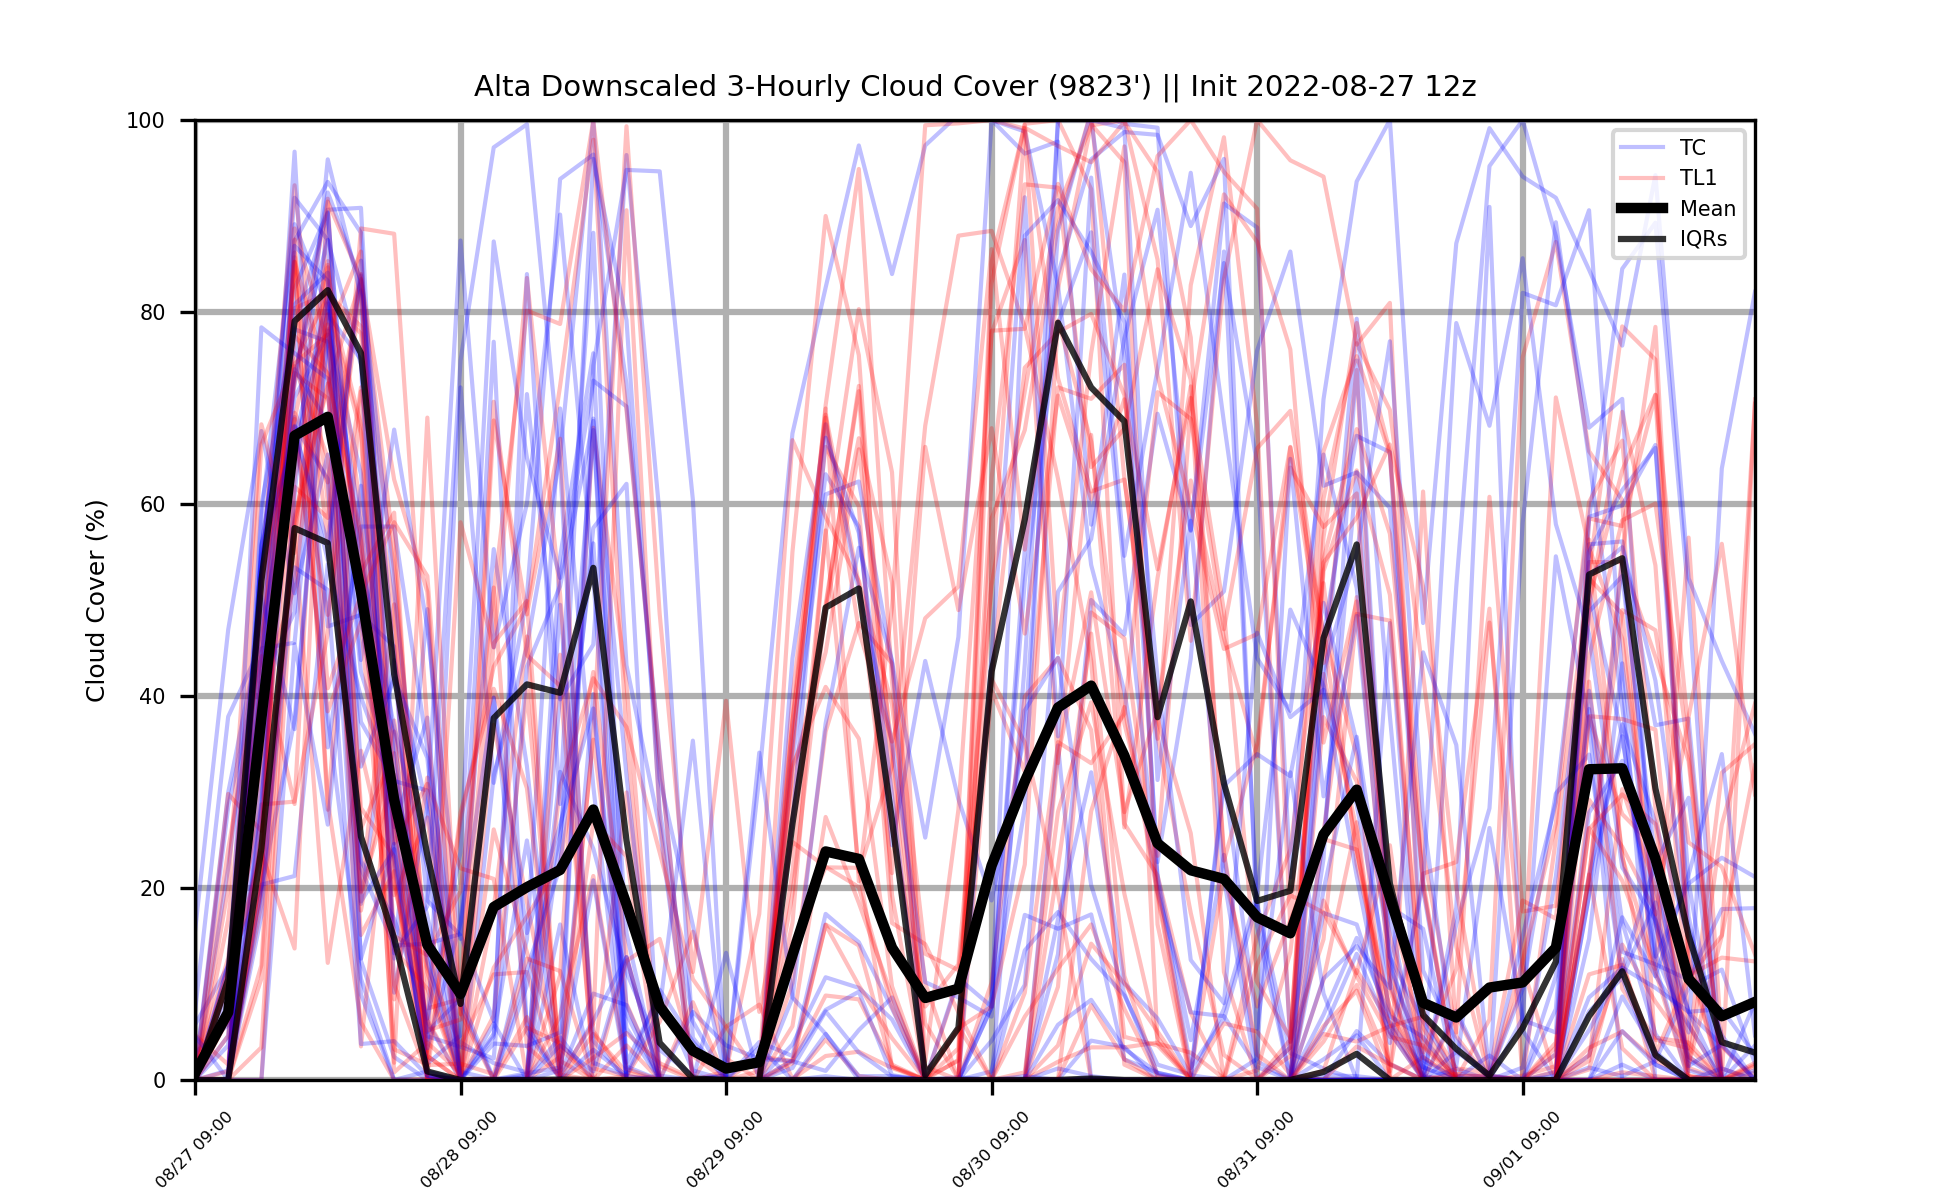 Alta Downscaled 3-Hourly Cloud Cover (9823') || Init 2022-08-27 12z
Cloud Cover (%)
100
80
60
40
20
0
TC
TL1
Mean
IQRs
08/27 09:00
08/28 09:00
08/29 09:00
08/30 09:00
08/31 09:00
09/01 09:00